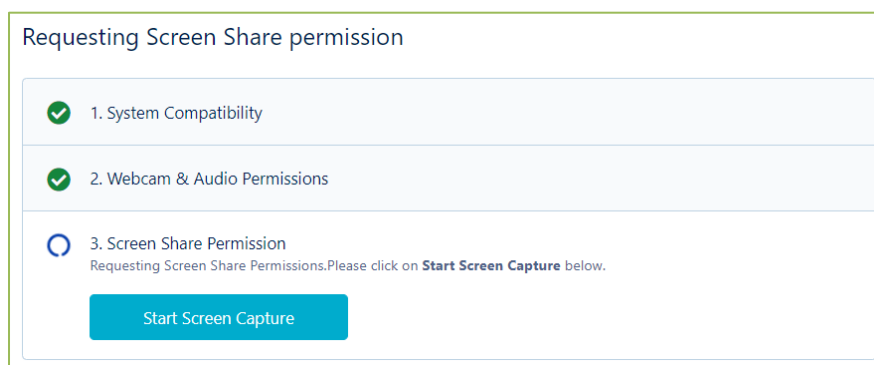 Requesting Screen Share permission
1. System Compatibility
2. Webcam & Audio Permissions
3. Screen Share Permission
Requesting Screen Share Permissions.Please click on Start Screen Capture below.
Start Screen Capture